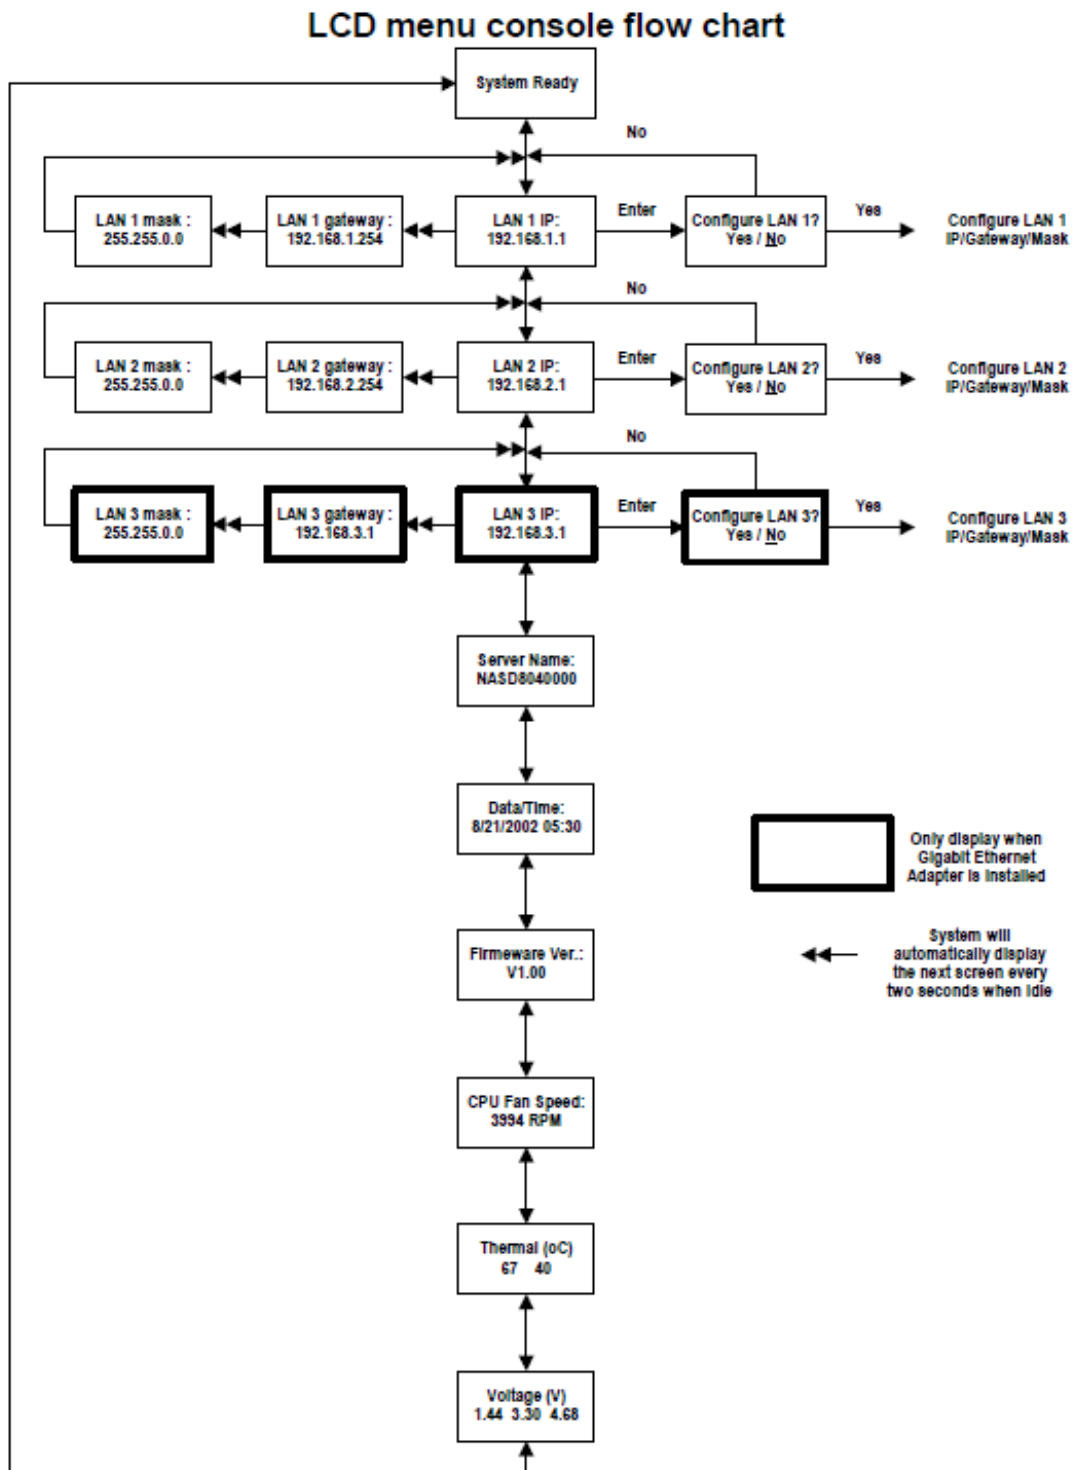 LCD menu console flow chart
System Ready
No
LAN 1 mask :
255.255.0.0
LAN 1 gateway :
192.168.1.254
LAN 1 IP:
192.168.1.1
Enter
Configure LAN 1?
Yes / No
Yes
Configure LAN 1
IP/Gateway/Mask
No
LAN 2 mask :
255.255.0.0
LAN 2 gateway :
192.168.2.254
LAN 2 IP:
192.168.2.1
Enter
Configure LAN 2?
Yes / No
Yes
Configure LAN 2
IP/Gateway/Mask
No
LAN 3 mask :
255.255.0.0
LAN 3 gateway :
192.168.3.1
LAN 3 IP:
192.168.3.1
Enter
Configure LAN 3?
Yes / No
Yes
Configure LAN 3
IP/Gateway/Mask
Server Name:
NASD8040000
Data/Time:
8/21/2002 05:30
Only display when
Gigabit Ethernet
Adapter is installed
Firmeware Ver.:
V1.00
System will
automatically display
the next screen every
two seconds when idle
CPU Fan Speed:
3994 RPM
Thermal (oC)
67 40
Voltage (V)
1.44 3.30 4.68